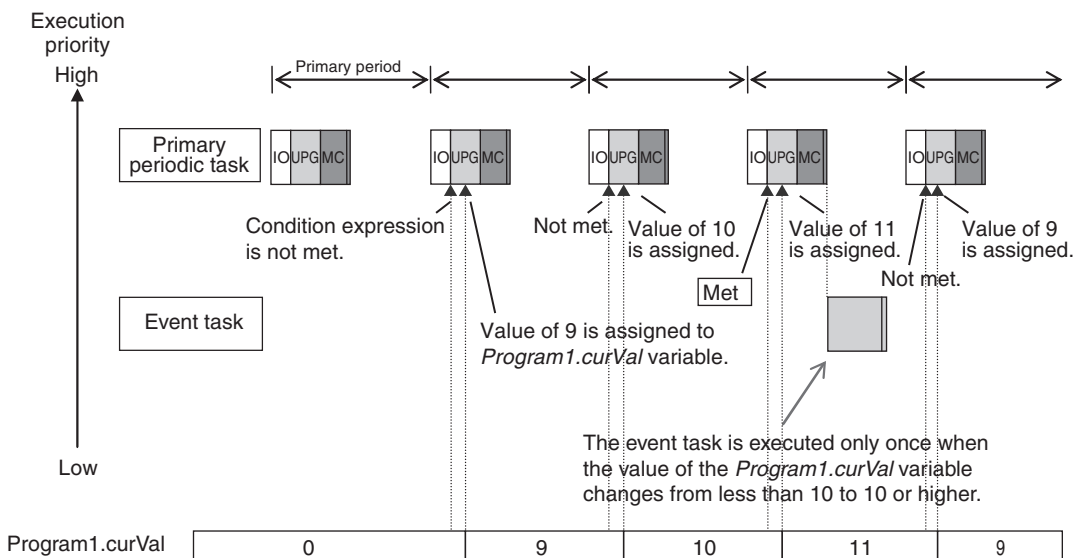 Execution
priority
High
Primary period
Primary
periodic task
IO UPG MC
IO UPG MC
IO UPG MC
IO UPG MC
IO UPG MC
Condition expression
is not met.
Not met.
Value of 10
is assigned.
Value of 11
is assigned.
Value of 9
is assigned.
Not met.
Met
Event task
Value of 9 is assigned to
Program1.curVal variable.
The event task is executed only once when
the value of the Program1.curVal variable
changes from less than 10 to 10 or higher.
Low
Program1.curVal
0
9
10
11
9